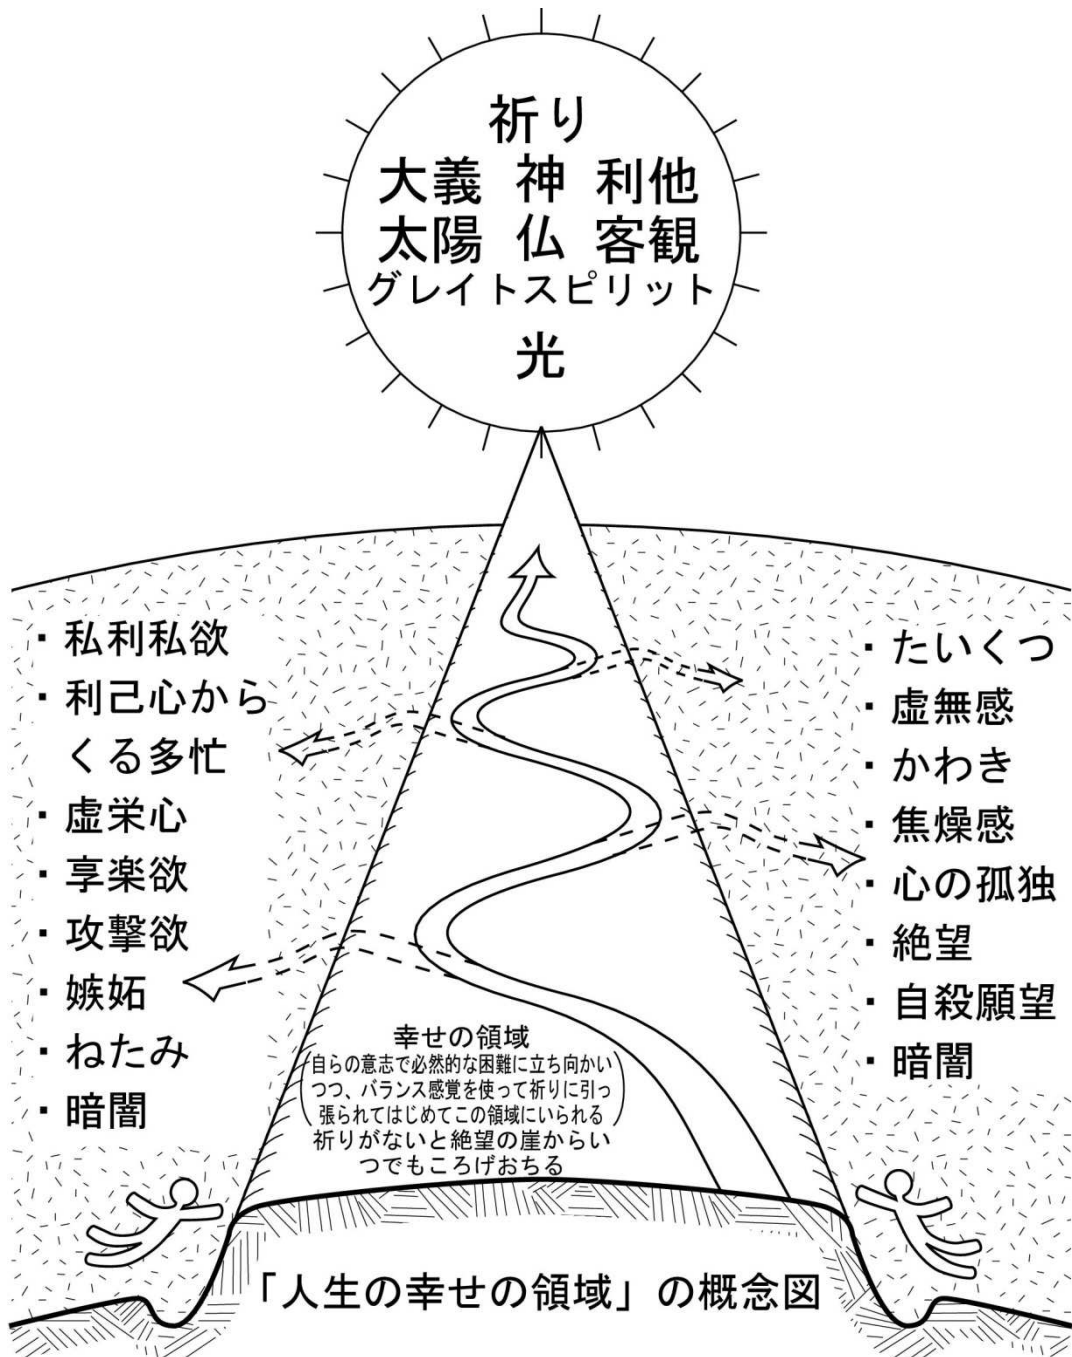 祈り
大義 神 利他
太陽 仏 客観
グレイトスピリット
光
・私利私欲
・利己心から
くる多忙
・虚栄心
・享楽欲
・攻撃欲
・嫉妬
・ねたみ
・暗闇
・たいくつ
・虚無感
・かわき
・焦燥感
・心の孤独
・絶望
・自殺願望
・暗闇
幸せの領域
(自らの意志で必然的な困難に立ち向かい
つつ、バランス感覚を使って祈りに引っ
張られてはじめてこの領域にいられる)
祈りがないと絶望の崖からい
つでもころげおちる
「人生の幸せの領域」の概念図